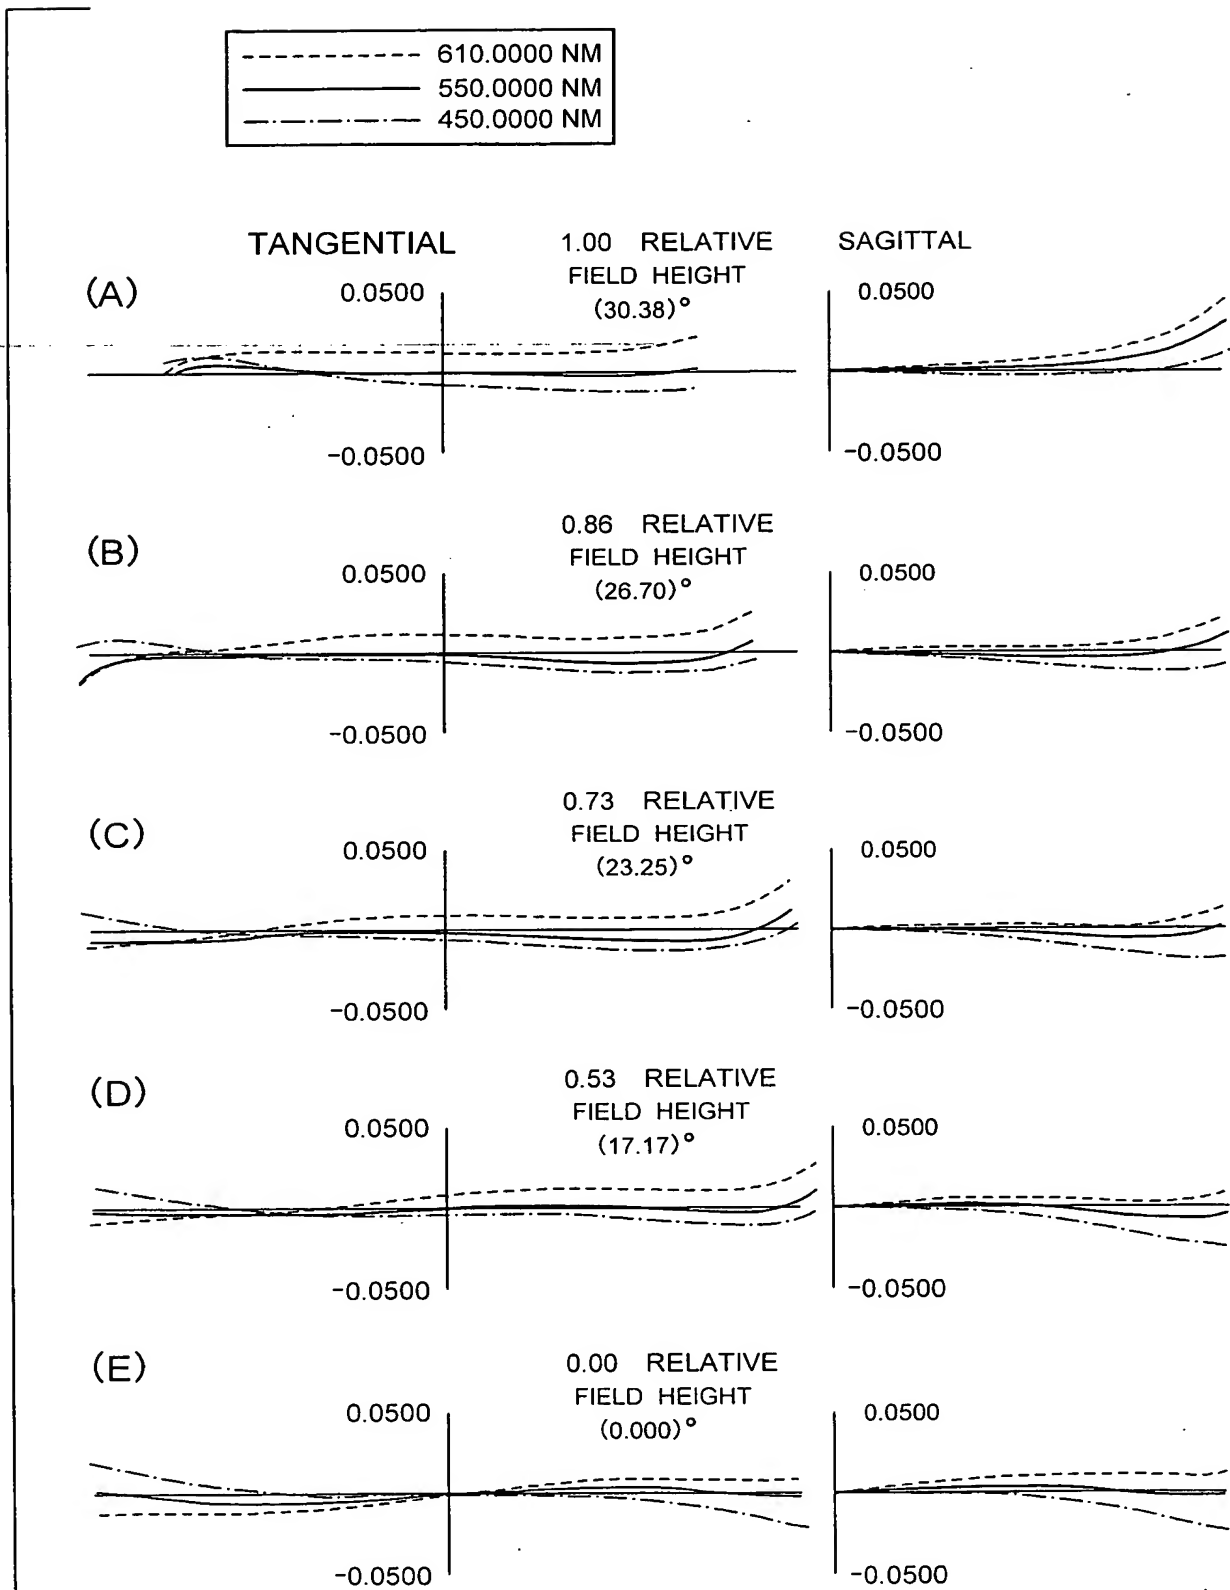 610.0000 NM
550.0000 NM
450.0000 NM
TANGENTIAL
1.00 RELATIVE
FIELD HEIGHT
(30.38)°
SAGITTAL
(A)
0.0500
0.0500
-0.0500
-0.0500
(B)
0.86 RELATIVE
FIELD HEIGHT
(26.70)°
0.0500
0.0500
-0.0500
-0.0500
(C)
0.73 RELATIVE
FIELD HEIGHT
(23.25)°
0.0500
0.0500
-0.0500
-0.0500
(D)
0.53 RELATIVE
FIELD HEIGHT
(17.17)°
0.0500
0.0500
-0.0500
-0.0500
(E)
0.00 RELATIVE
FIELD HEIGHT
(0.000)°
0.0500
0.0500
-0.0500
-0.0500